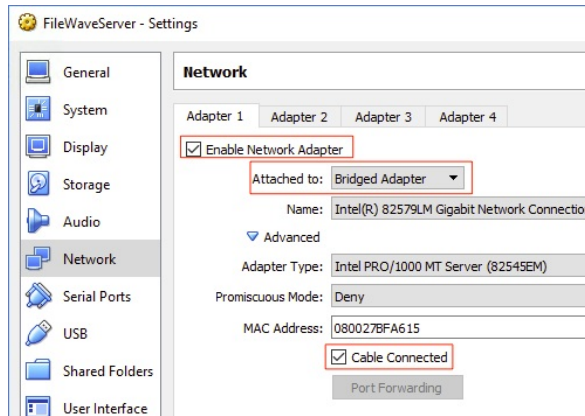 FileWaveServer - Settings
General
System
Display
Storage
Audio
Network
Serial Ports
USB
Shared Folders
User Interface
Network
Adapter 1 Adapter 2 Adapter 3 Adapter 4
Enable Network Adapter
Attached to: Bridged Adapter
Name: Intel(R) 82579LM Gigabit Network Connectio
Advanced
Adapter Type: Intel PRO/1000 MT Server (82545EM)
Promiscuous Mode: Deny
MAC Address: 080027BFA615
Cable Connected
Port Forwarding